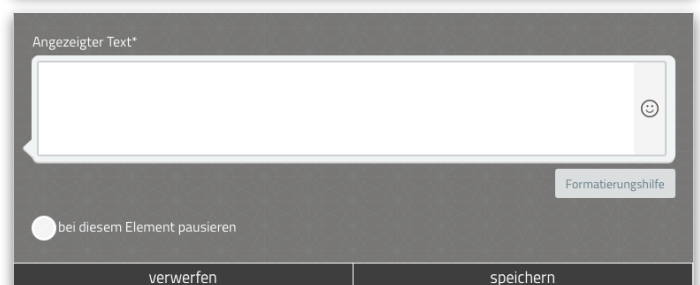 Angezeigter Text*
Formatierungshilfe
bei diesem Element pausieren
verwerfen
speichern